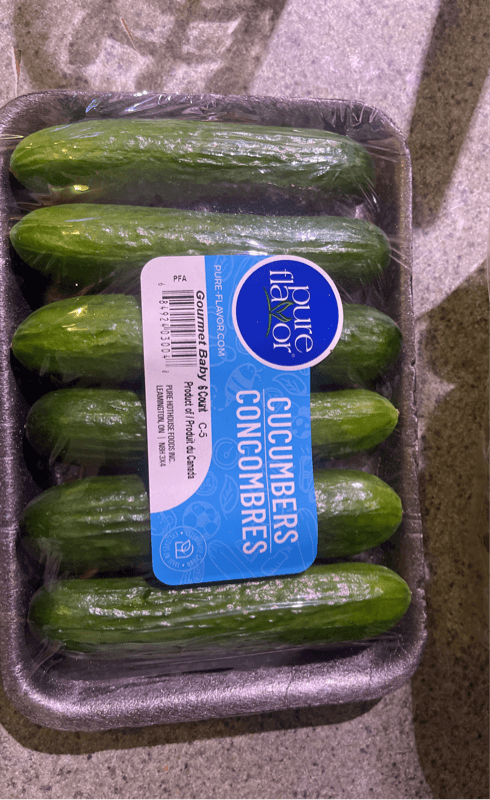 pure
flavor
CUCUMBERS
CONCOMBRES
PURE-FLAVOR.COM
PFA
Gourmet Baby 6 Count C-5
Product of / Produit du Canada
PURE HOTHOUSE FOODS INC.
LEAMINGTON, ON | N8H 3X4